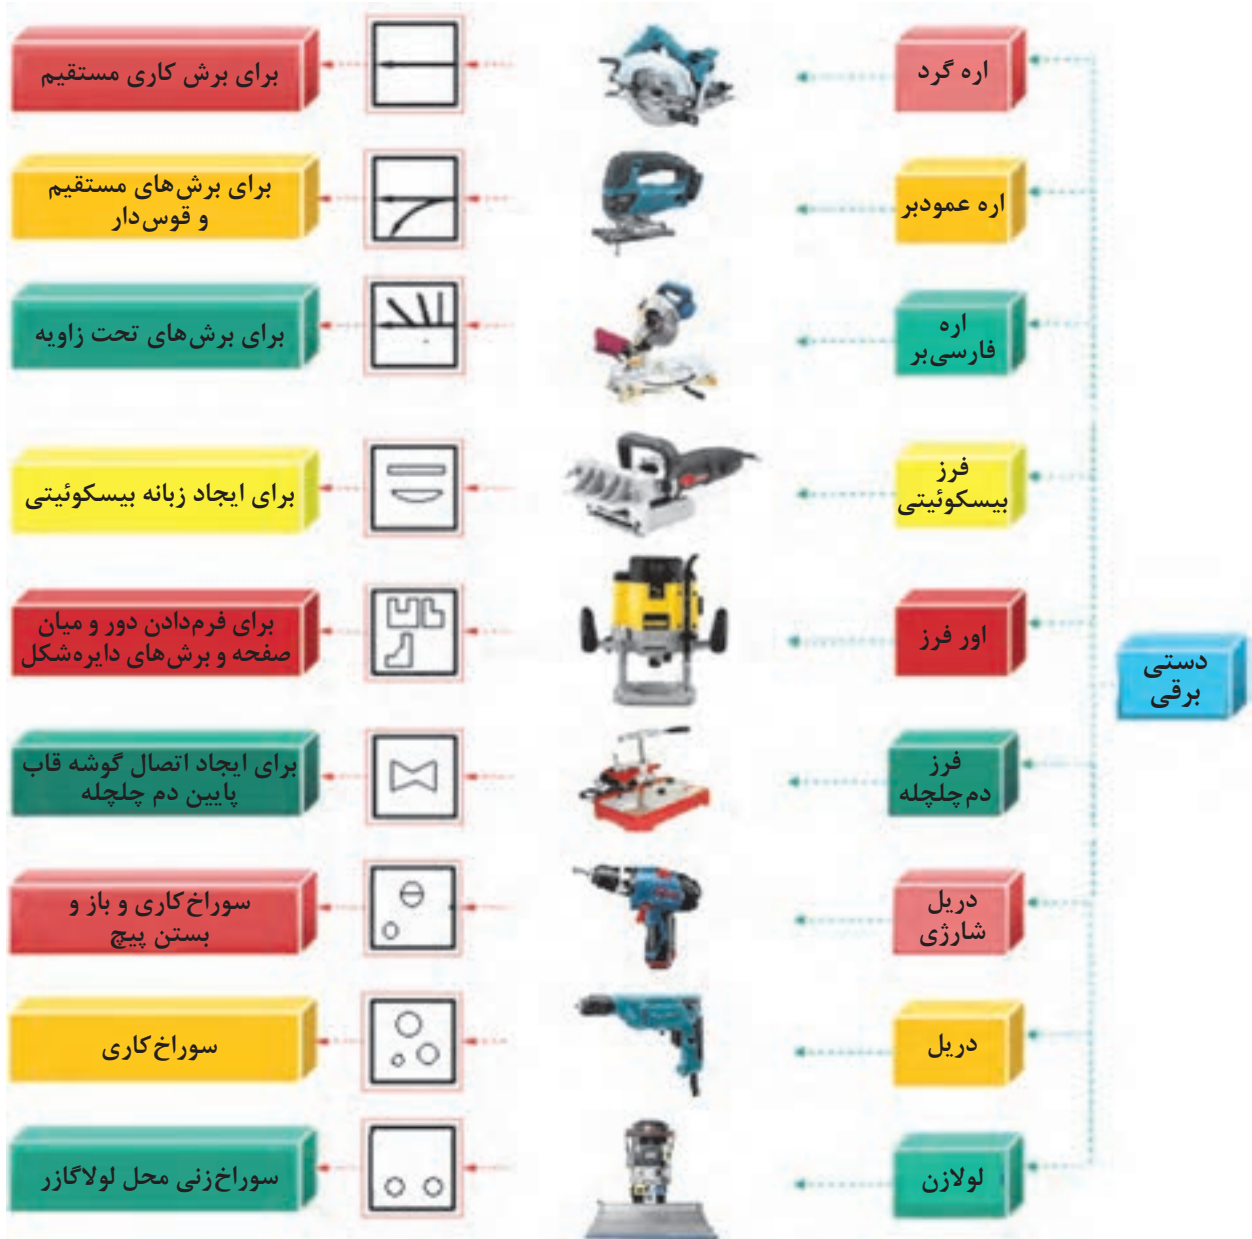 اره گرد
برای برش کاری مستقیم
اره عمودبر
برای برش‌های مستقیم
و قوس‌دار
اره
فارسی‌بر
برای برش‌های تحت زاویه
فرز
بیسکوئیتی
برای ایجاد زبانه بیسکوئیتی
اور فرز
برای فرم‌دادن دور و میان
صفحه و برش‌های دایره‌شکل
دستی
برقی
فرز
دم‌چلچله
برای ایجاد اتصال گوشه قاب
پایین دم چلچله
دریل
شارژی
سوراخ‌کاری و باز و
بستن پیچ
دریل
سوراخ‌کاری
لولازن
سوراخ‌زنی محل لولاگازر